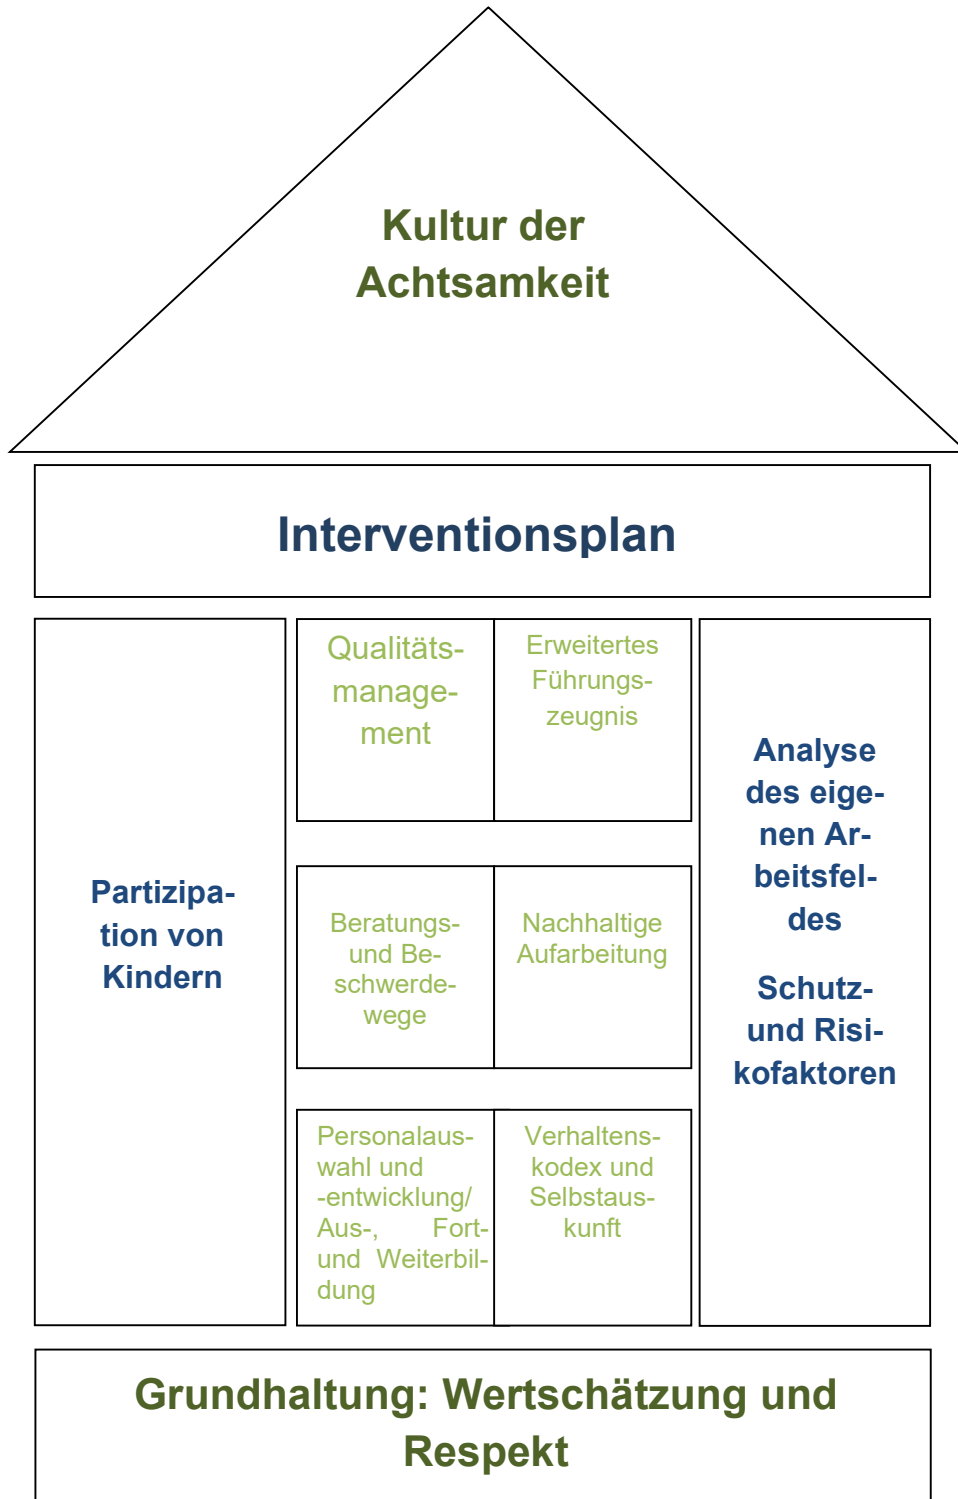 Kultur der
Achtsamkeit
Interventionsplan
Partizipa-
tion von
Kindern
Qualitäts-
manage-
ment
Erweitertes
Führungs-
zeugnis
Beratungs-
und Be-
schwerde-
wege
Nachhaltige
Aufarbeitung
Personalaus-
wahl und
-entwicklung/
Aus-, Fort-
und Weiterbil-
dung
Verhaltens-
kodex und
Selbstaus-
kunft
Analyse
des eige-
nen Ar-
beitsfel-
des
Schutz-
und Risi-
kofaktoren
Grundhaltung: Wertschätzung und
Respekt